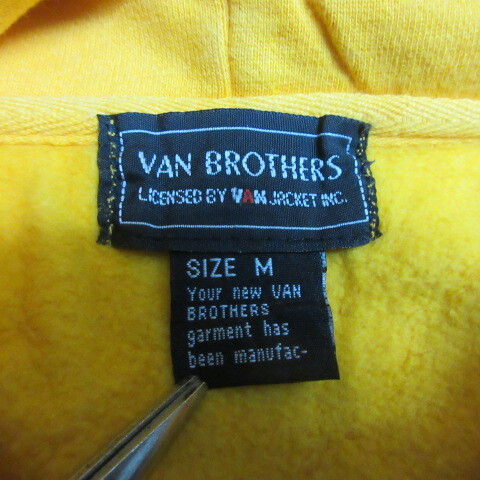 VAN BROTHERS
LICENSED BY VAN JACKET INC.
SIZE M
Your new VAN
BROTHERS
garment has
been manufac-